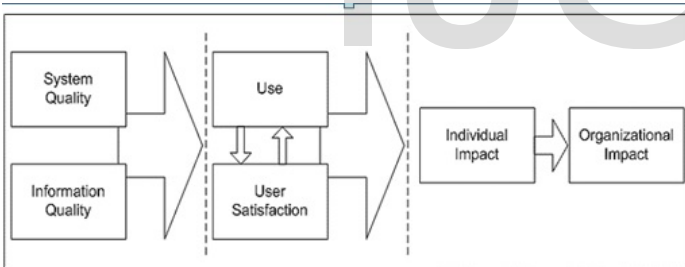 System
Quality
Information
Quality
Use
User
Satisfaction
Individual
Impact
Organizational
Impact